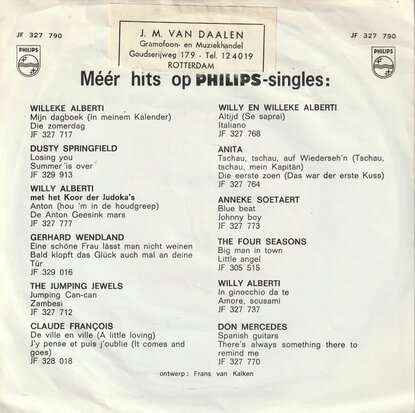 JF 327 790
JF 327 790
PHILIPS
PHILIPS
J. M. VAN DAALEN
Gramofoon- en Muziekhandel
Goudserijweg 179 - Tel. 12 40 19
ROTTERDAM
Méér hits op PHILIPS-singles:
WILLEKE ALBERTI
Mijn dagboek (In meinem Kalender)
Die zomerdag
JF 327 717
DUSTY SPRINGFIELD
Losing you
Summer is over
JF 329 913
WILLY ALBERTI
met het Koor der Judoka's
Anton (hou 'm in de houdgreep)
De Anton Geesink mars
JF 327 777
GERHARD WENDLAND
Eine schöne Frau lässt man nicht weinen
Bald klopft das Glück auch mal an deine
Tür
JF 329 016
THE JUMPING JEWELS
Jumping Can-can
Zambesi
JF 327 712
CLAUDE FRANÇOIS
De ville en ville (A little loving)
J'y pense et puis j'oublie (It comes and
goes)
JF 328 018
WILLY EN WILLEKE ALBERTI
Altijd (Se saprai)
Italiano
JF 327 768
ANITA
Tschau, tschau, auf Wiederseh'n (Tschau,
tschau, mein Kapitän)
Die eerste zoen (Das war der erste Kuss)
JF 327 764
ANNEKE SOETAERT
Blue beat
Johnny boy
JF 327 773
THE FOUR SEASONS
Big man in town
Little angel
JF 305 515
WILLY ALBERTI
In ginocchio da te
Amore, scusami
JF 327 737
DON MERCEDES
Spanish guitars
There's always something there to
remind me
JF 327 770
ontwerp: Frans van Kalken